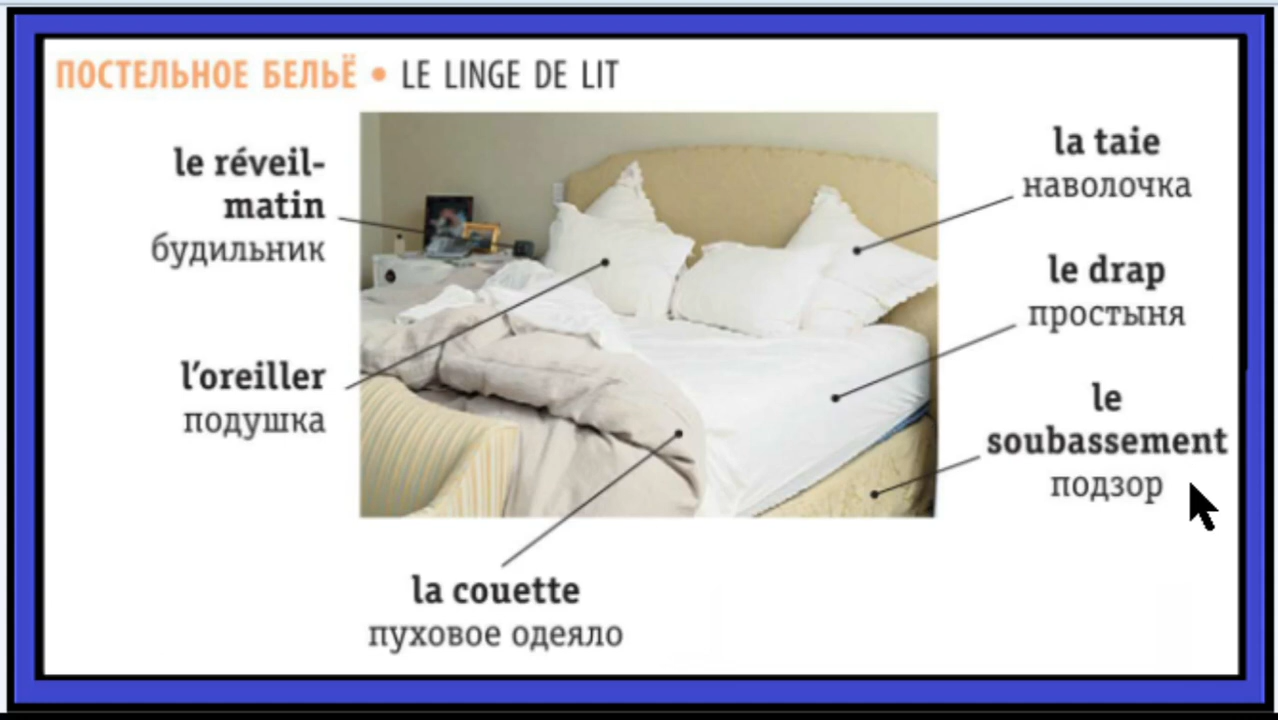 ПОСТЕЛЬНОЕ БЕЛЬЁ • LE LINGE DE LIT
le réveil-
matin
будильник
l’oreiller
подушка
la couette
пуховое одеяло
la taie
наволочка
le drap
простыня
le
soubassement
подзор